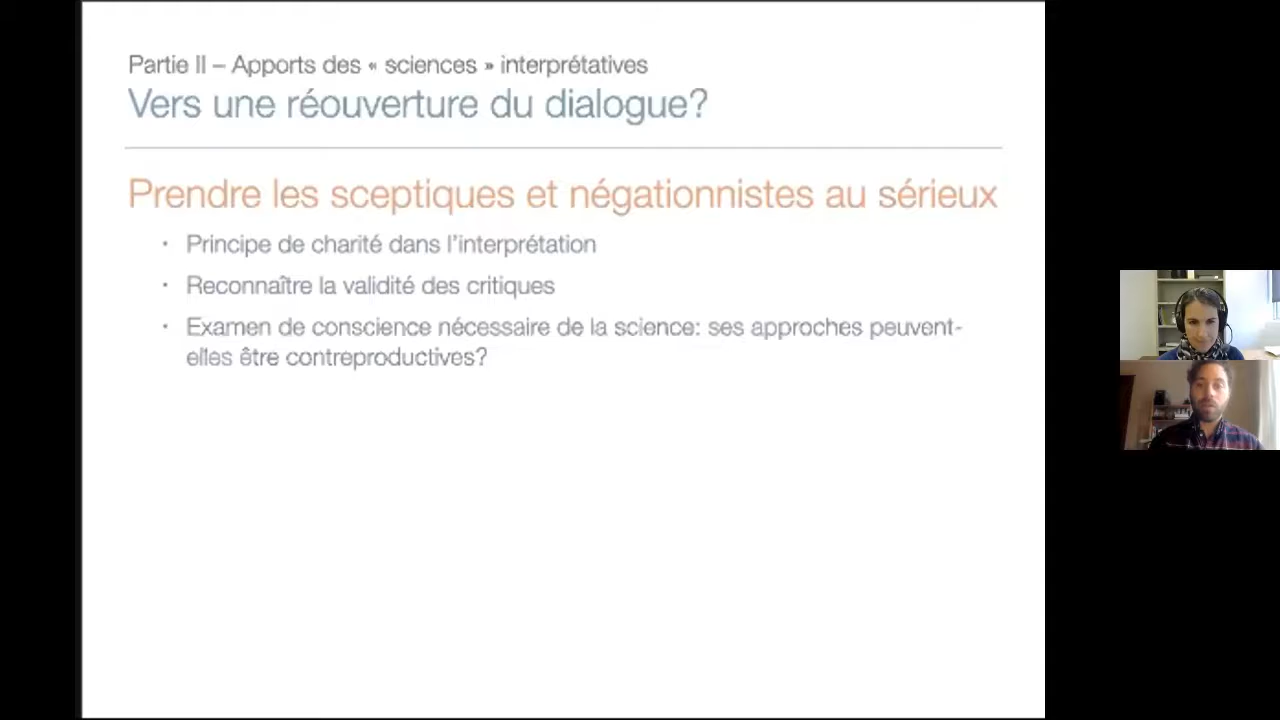 Partie II – Apports des « sciences » interprétatives
Vers une réouverture du dialogue?
Prendre les sceptiques et négationnistes au sérieux
• Principe de charité dans l'interprétation
• Reconnaître la validité des critiques
• Examen de conscience nécessaire de la science: ses approches peuvent-
elles être contreproductives?